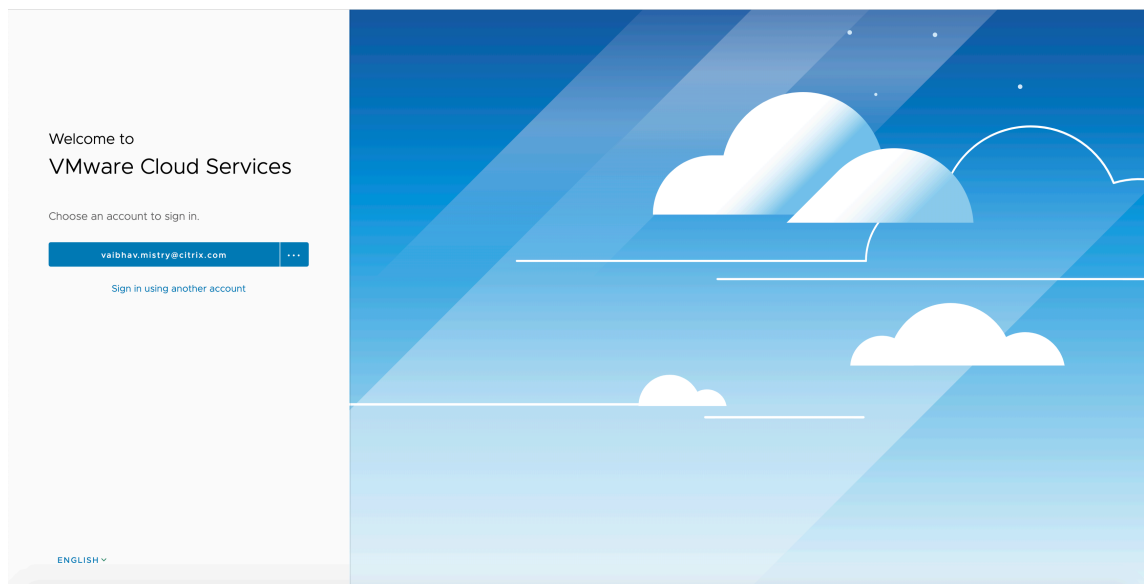 Welcome to
VMware Cloud Services
Choose an account to sign in.
vaibhav.mistry@citrix.com ...
Sign in using another account
ENGLISH